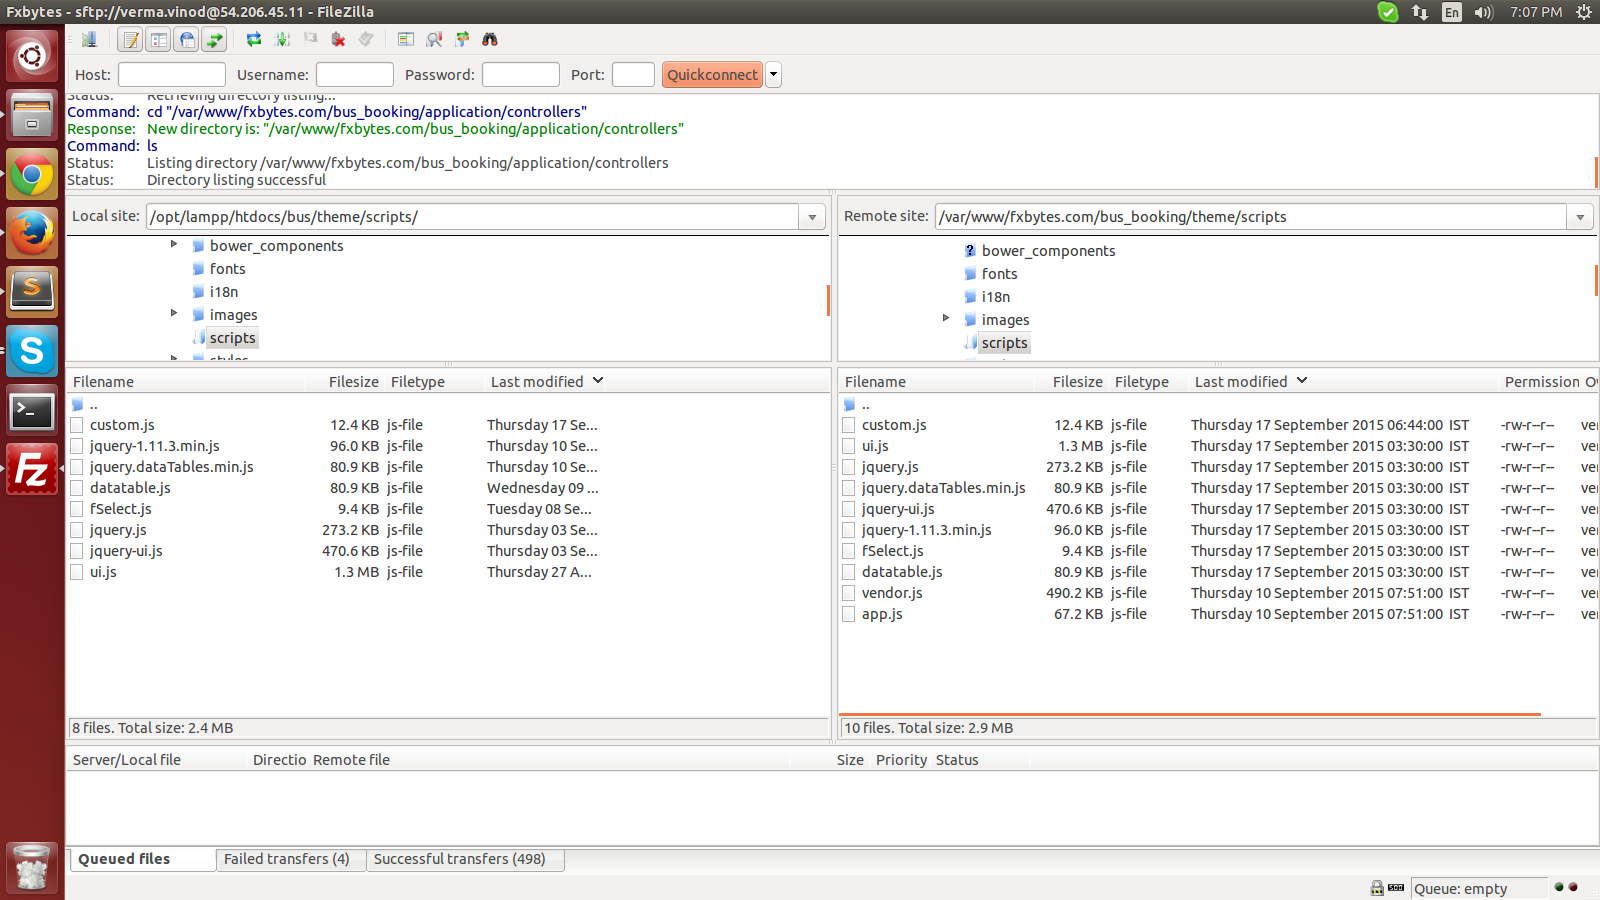 Fxbytes - sftp://verma.vinod@54.206.45.11 - FileZilla
En
7:07 PM
Host:
Username:
Password:
Port:
Quickconnect
Status: Retrieving directory listing...
Command: cd "/var/www/fxbytes.com/bus_booking/application/controllers"
Response: New directory is: "/var/www/fxbytes.com/bus_booking/application/controllers"
Command: ls
Status: Listing directory /var/www/fxbytes.com/bus_booking/application/controllers
Status: Directory listing successful
Local site: /opt/lampp/htdocs/bus/theme/scripts/
bower_components
fonts
i18n
images
scripts
styles
Filename Filesize Filetype Last modified
..
custom.js 12.4 KB js-file Thursday 17 Se...
jquery-1.11.3.min.js 96.0 KB js-file Thursday 10 Se...
jquery.dataTables.min.js 80.9 KB js-file Thursday 10 Se...
datatable.js 80.9 KB js-file Wednesday 09 ...
fSelect.js 9.4 KB js-file Tuesday 08 Se...
jquery.js 273.2 KB js-file Thursday 03 Se...
jquery-ui.js 470.6 KB js-file Thursday 03 Se...
ui.js 1.3 MB js-file Thursday 27 A...
8 files. Total size: 2.4 MB
Remote site: /var/www/fxbytes.com/bus_booking/theme/scripts
bower_components
fonts
i18n
images
scripts
Filename Filesize Filetype Last modified Permission Ov
..
custom.js 12.4 KB js-file Thursday 17 September 2015 06:44:00 IST -rw-r--r-- ver
ui.js 1.3 MB js-file Thursday 17 September 2015 03:30:00 IST -rw-r--r-- ver
jquery.js 273.2 KB js-file Thursday 17 September 2015 03:30:00 IST -rw-r--r-- ver
jquery.dataTables.min.js 80.9 KB js-file Thursday 17 September 2015 03:30:00 IST -rw-r--r-- ver
jquery-ui.js 470.6 KB js-file Thursday 17 September 2015 03:30:00 IST -rw-r--r-- ver
jquery-1.11.3.min.js 96.0 KB js-file Thursday 17 September 2015 03:30:00 IST -rw-r--r-- ver
fSelect.js 9.4 KB js-file Thursday 17 September 2015 03:30:00 IST -rw-r--r-- ver
datatable.js 80.9 KB js-file Thursday 17 September 2015 03:30:00 IST -rw-r--r-- ver
vendor.js 490.2 KB js-file Thursday 10 September 2015 07:51:00 IST -rw-r--r-- ver
app.js 67.2 KB js-file Thursday 10 September 2015 07:51:00 IST -rw-r--r-- ver
10 files. Total size: 2.9 MB
Server/Local file Directio Remote file Size Priority Status
Queued files
Failed transfers (4)
Successful transfers (498)
Queue: empty